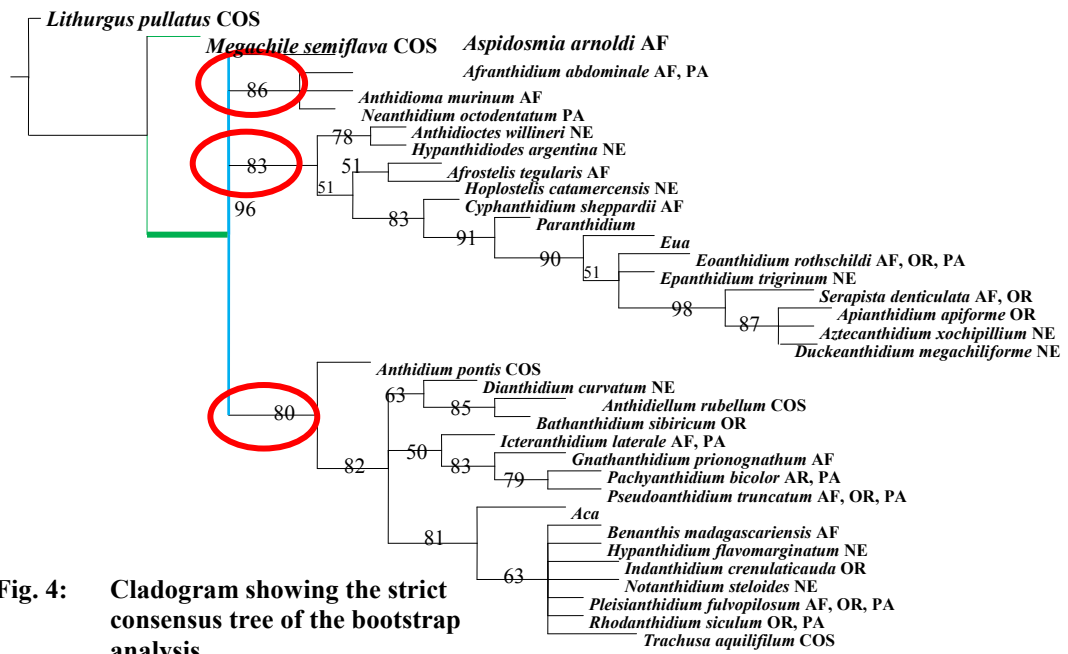 Lithurgus pullatus COS
Megachile semiflava COS
Aspidosmia arnoldi AF
Afranthidium abdominale AF, PA
86
Anthidioma murinum AF
Neanthidium octodentatum PA
78
Anthidioctes willineri NE
Hypanthidiodes argentina NE
83
51
Afrostelis tegularis AF
51
Hoplostelis catamercensis NE
96
Cyphanthidium sheppardii AF
83
Paranthidium
91
Eua
90
Eoanthidium rothschildi AF, OR, PA
51
Epanthidium trigrinum NE
Serapista denticulata AF, OR
98
Apianthidium apiforme OR
87
Aztecanthidium xochipillium NE
Duckeanthidium megachiliforme NE
Anthidium pontis COS
Dianthidium curvatum NE
63
85
Anthidiellum rubellum COS
80
Bathanthidium sibiricum OR
Icteranthidium laterale AF, PA
50
Gnathanthidium prionognathum AF
82
83
Pachyanthidium bicolor AR, PA
79
Pseudoanthidium truncatum AF, OR, PA
Aca
Benanthis madagascariensis AF
81
Hypanthidium flavomarginatum NE
Indanthidium crenulaticauda OR
63
Notanthidium steloides NE
Pleisianthidium fulvopilosum AF, OR, PA
Rhodanthidium siculum OR, PA
Trachusa aquilifilum COS
Fig. 4: Cladogram showing the strict
consensus tree of the bootstrap
analysis